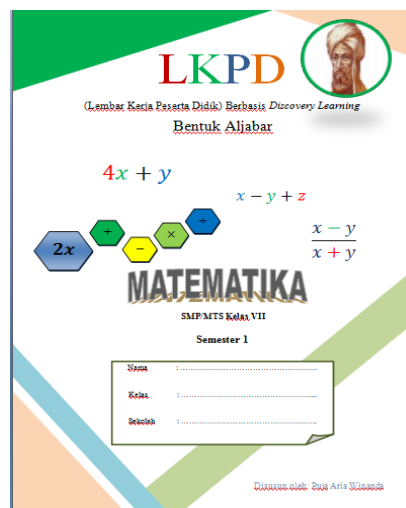 LKPD
(Lembar Kerja Peserta Didik) Berbasis Discovery Learning
Bentuk Aljabar
4x + y
x − y + z
2x + − × ÷
x − y
x + y
MATEMATIKA
SMP/MTS Kelas VII
Semester 1
Nama : ................................................
Kelas : ................................................
Sekolah : ................................................
Disusun oleh: Puja Aria Winanda